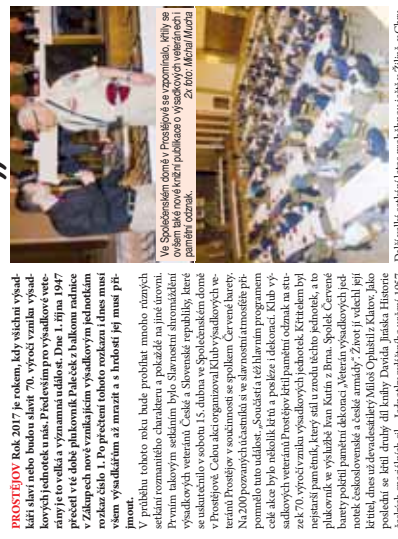 PROSTĚJOV Rok 2017 je rokem, kdy všichni výsad-
káři slaví nebo budou slavit 70. výročí vzniku výsad-
kových jednotek u nás. Především pro výsadkové vete-
rány je to velká a významná událost. Dne 1. října 1947
přečetl v té době plukovník Paleček z balkonu radnice
v Zákupech nově vznikajícím výsadkovým jednotkám
rozkaz číslo 1. Po přečtení tohoto rozkazu i dnes musí
všem výsadkářům až mrazit a s hrdostí jej musí při-
jmout.
V průběhu tohoto roku bude probíhat mnoho různých
setkání rozmanitého charakteru a pokaždé na jiné úrovni.
Prvním takovým setkáním bylo Slavnostní shromáždění
výsadkových veteránů České a Slovenské republiky, které
se uskutečnilo v sobotu 15. dubna ve Společenském domě
v Prostějově. Celou akci organizoval Klub výsadkových ve-
teránů Prostějov v součinnosti se spolkem Červené barety.
Na 200 pozvaných účastníků si ve slavnostní atmosféře při-
pomnělo tuto událost. „Součástí a též hlavním programem
celé akce bylo několik křtů a posléze i dekorací. Klub vý-
sadkových veteránů Prostějov křtil pamětní odznak na stu-
zek 70. výročí vzniku výsadkových jednotek. Křtitelem byl
nejstarší pamětník, který stál u zrodu těchto jednotek, a to
plukovník ve výslužbě Ivan Kutín z Brna. Spolek Červené
barety pokřtil pamětní dekoraci „Veterán výsadkových jed-
notek československé a české armády“. Život jí vdechl její
křtitel, dnes už devadesátiletý Miloš Ophüstil z Klatov. Jako
poslední se křtil druhý díl knihy Davida Jiráska Historie
Ve Společenském domě v Prostějově se vzpomínalo, křtily se
ovšem také nové knižní publikace o výsadkových veteránech i
pamětní odznak.
2x foto: Michal Mucha